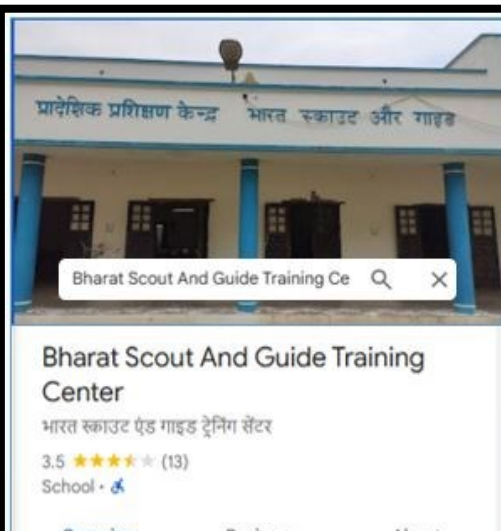 प्रादेशिक प्रशिक्षण केन्द्र भारत स्काउट और गाइड
Bharat Scout And Guide Training Ce
Bharat Scout And Guide Training
Center
भारत स्काउट एंड गाइड ट्रेनिंग सेंटर
3.5 (13)
School ·